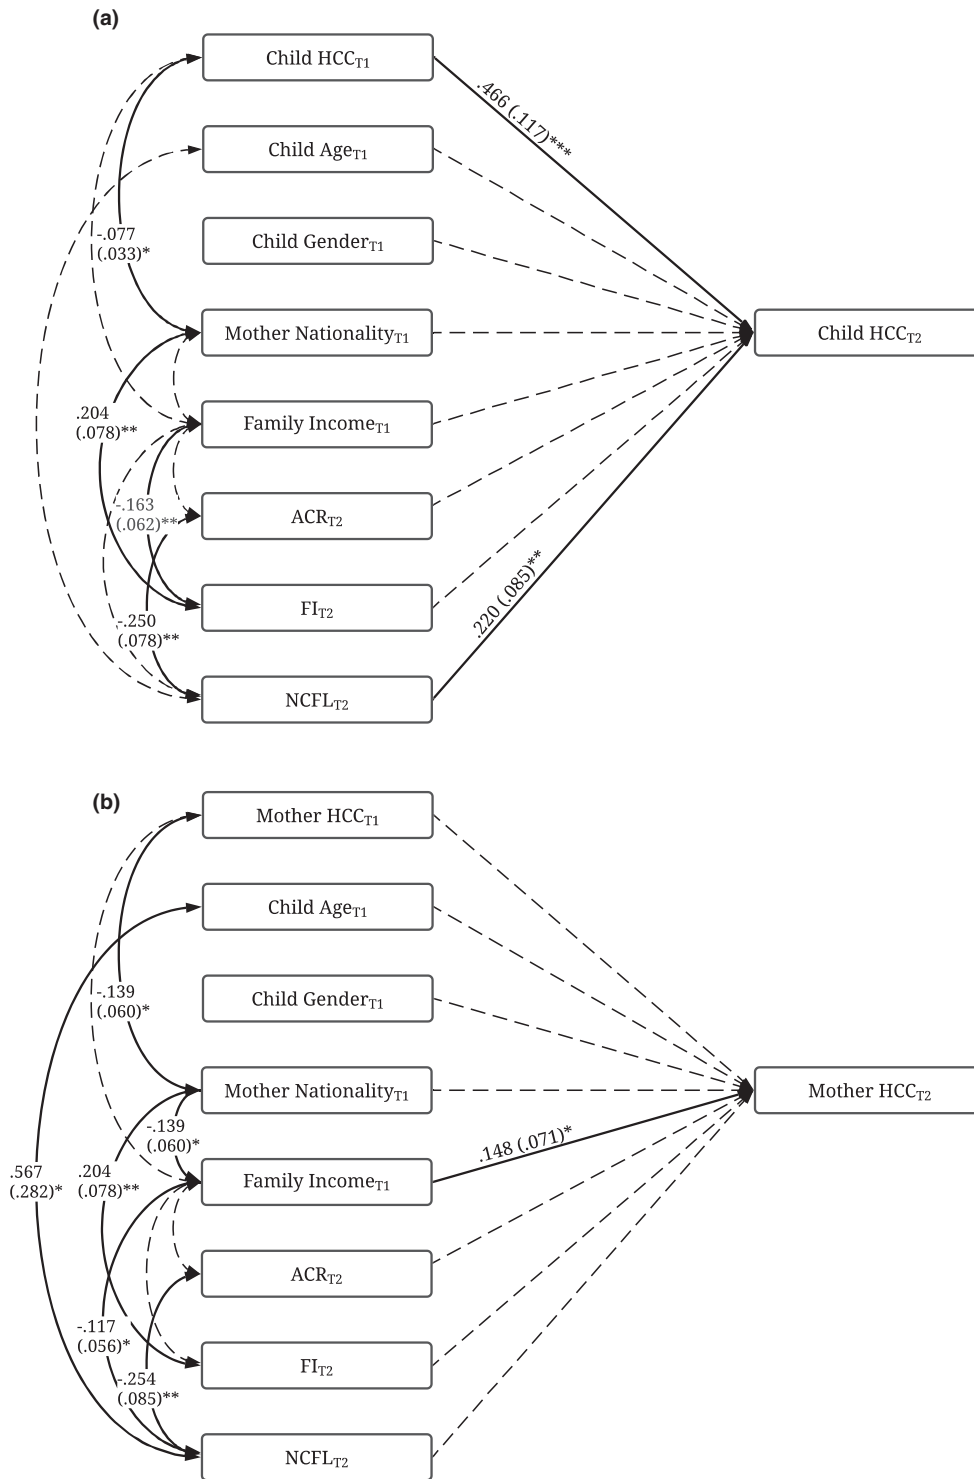 (a)
Child HCCT1
.466 (.117)***
Child AgeT1
Child GenderT1
-.077
(.033)*
Mother NationalityT1
Child HCCT2
.204
(.078)**
Family IncomeT1
-.163
(.062)**
ACRT2
FIT2
.220 (.085)**
-.250
(.078)**
NCFLT2
(b)
Mother HCCT1
Child AgeT1
Child GenderT1
-.139
(.060)*
Mother NationalityT1
Mother HCCT2
-.139
(.060)*
.148 (.071)*
.567
(.282)*
.204
(.078)**
Family IncomeT1
ACRT2
-.117
(.056)*
FIT2
-.254
(.085)**
NCFLT2